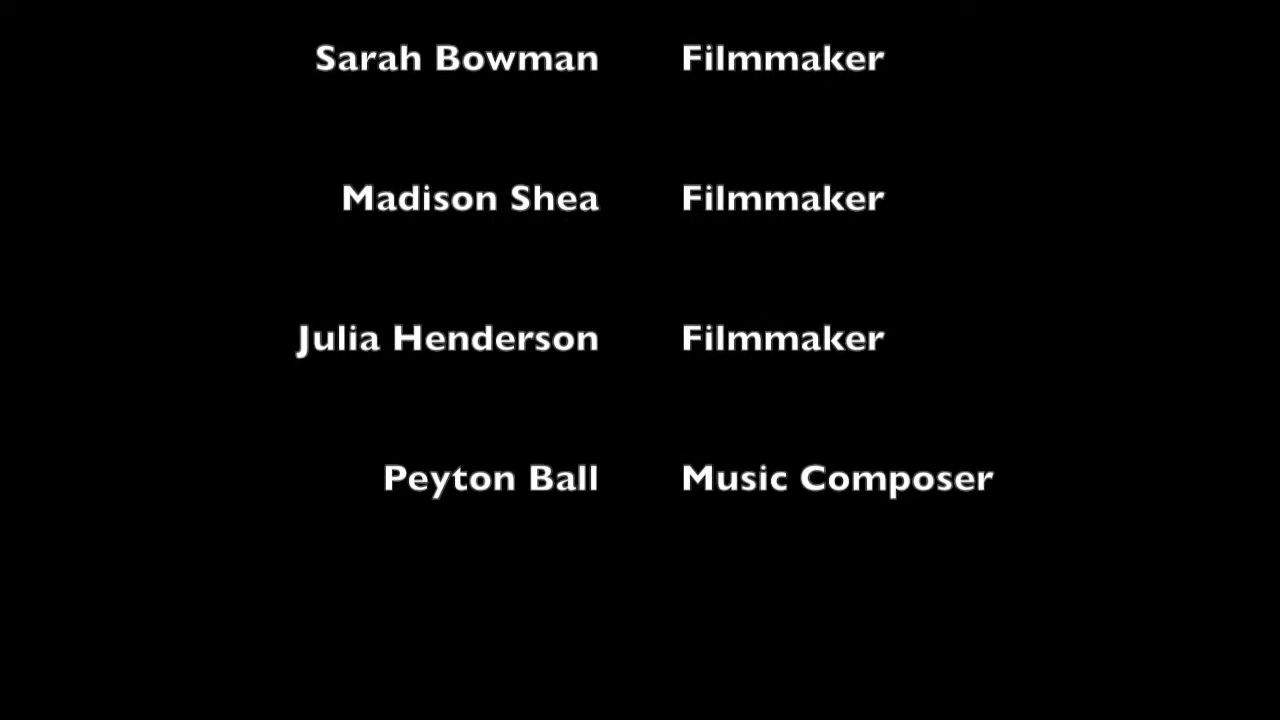 Sarah Bowman Filmmaker
Madison Shea Filmmaker
Julia Henderson Filmmaker
Peyton Ball Music Composer